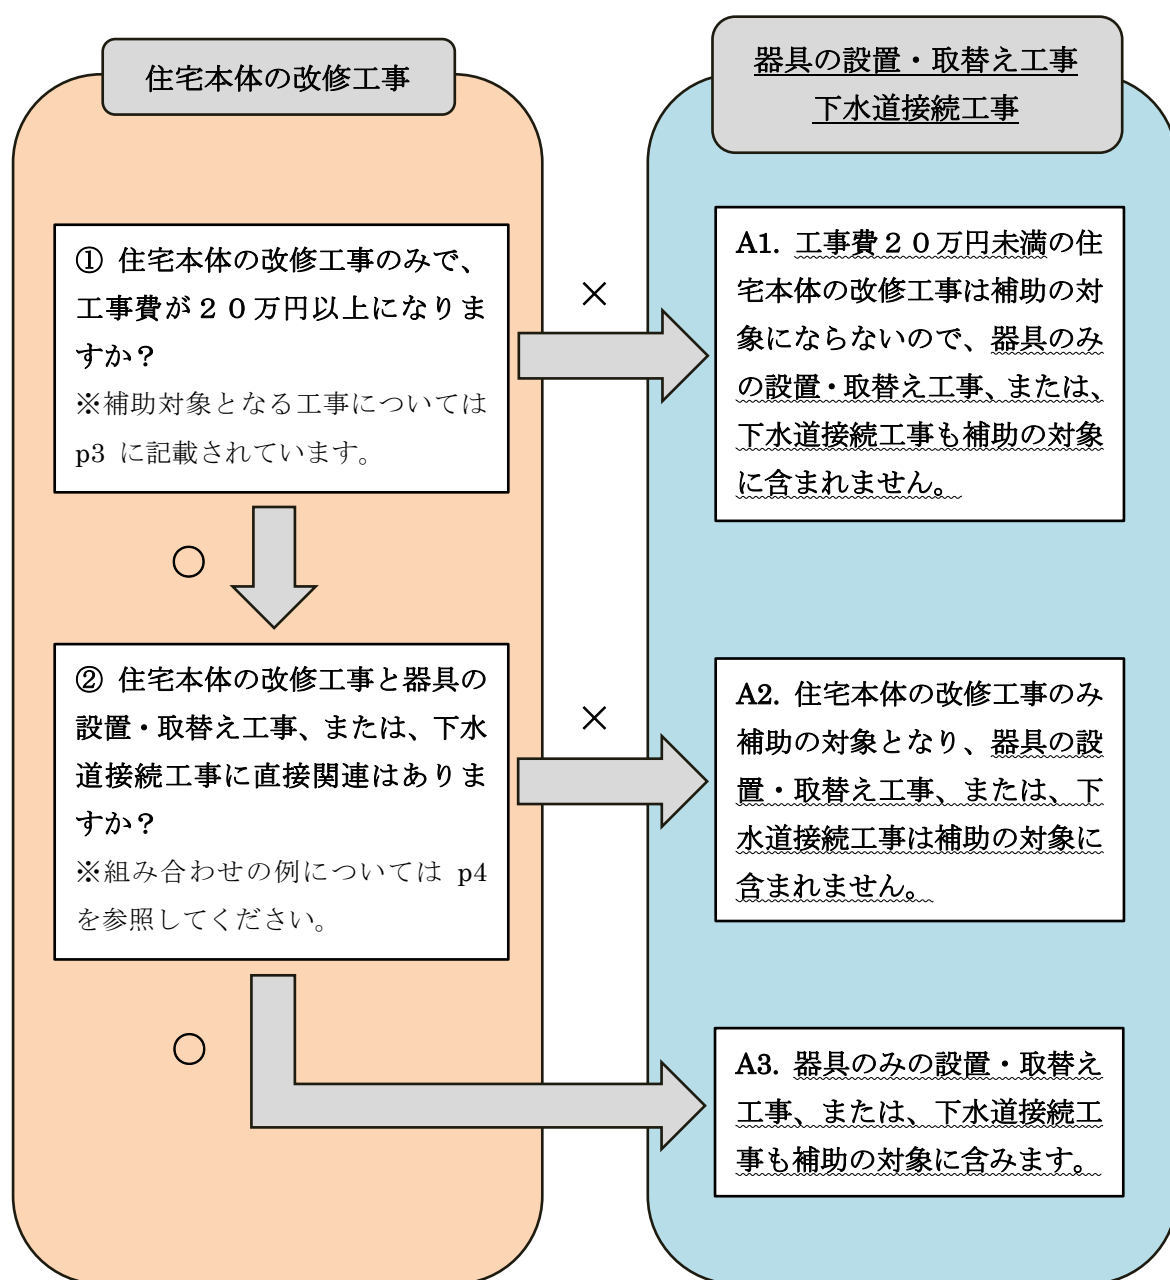 住宅本体の改修工事
器具の設置・取替え工事
下水道接続工事
① 住宅本体の改修工事のみで、
工事費が２０万円以上になりま
すか？
※補助対象となる工事については
p3 に記載されています。
×
A1. 工事費２０万円未満の住
宅本体の改修工事は補助の対
象にならないので、器具のみ
の設置・取替え工事、または、
下水道接続工事も補助の対象
に含まれません。
○
② 住宅本体の改修工事と器具の
設置・取替え工事、または、下水
道接続工事に直接関連はありま
すか？
※組み合わせの例については p4
を参照してください。
×
A2. 住宅本体の改修工事のみ
補助の対象となり、器具の設
置・取替え工事、または、下
水道接続工事は補助の対象に
含まれません。
○
A3. 器具のみの設置・取替え
工事、または、下水道接続工
事も補助の対象に含みます。